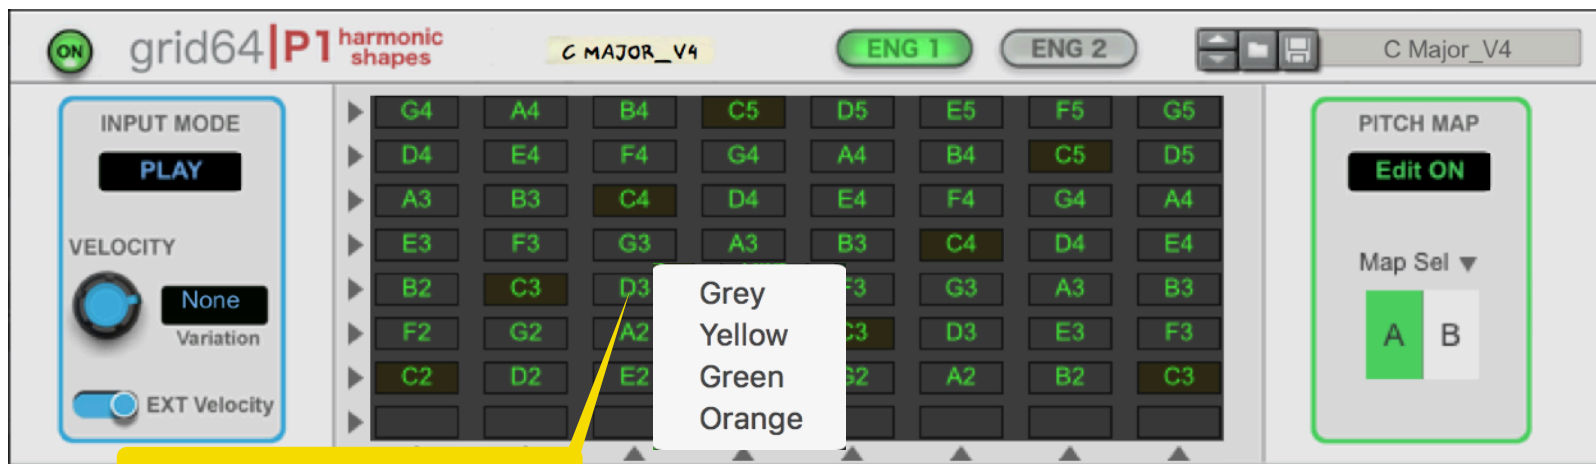 ON grid64|P1 harmonic shapes C MAJOR_V4 ENG 1 ENG 2 C Major_V4
INPUT MODE
PLAY
VELOCITY
None
Variation
EXT Velocity
G4 A4 B4 C5 D5 E5 F5 G5
D4 E4 F4 G4 A4 B4 C5 D5
A3 B3 C4 D4 E4 F4 G4 A4
E3 F3 G3 A3 B3 C4 D4 E4
B2 C3 D3 F3 G3 A3 B3
F2 G2 A2 C3 D3 E3 F3
C2 D2 E2 G2 A2 B2 C3
Grey
Yellow
Green
Orange
PITCH MAP
Edit ON
Map Sel
A B